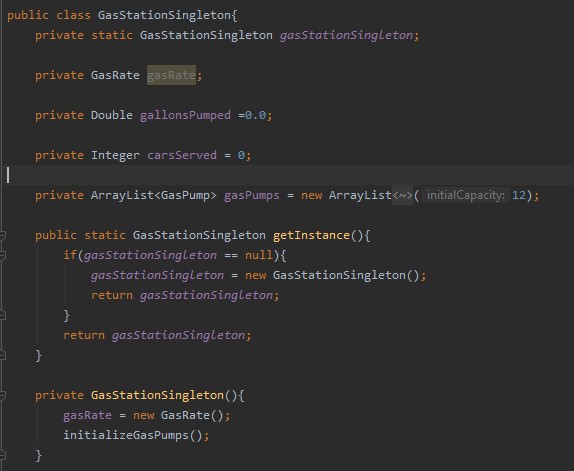 public class GasStationSingleton{
private static GasStationSingleton gasStationSingleton;
private GasRate gasRate;
private Double gallonsPumped =0.0;
private Integer carsServed = 0;
private ArrayList<GasPump> gasPumps = new ArrayList<~>( initialCapacity: 12);
public static GasStationSingleton getInstance(){
if(gasStationSingleton == null){
gasStationSingleton = new GasStationSingleton();
return gasStationSingleton;
}
return gasStationSingleton;
}
private GasStationSingleton(){
gasRate = new GasRate();
initializeGasPumps();
}